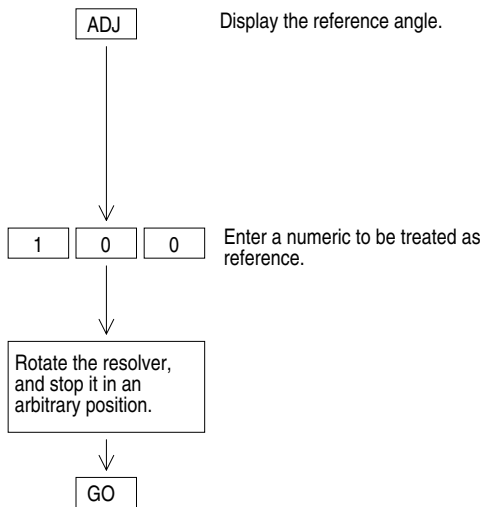 ADJ
Display the reference angle.
1 0 0
Enter a numeric to be treated as
reference.
Rotate the resolver,
and stop it in an
arbitrary position.
GO